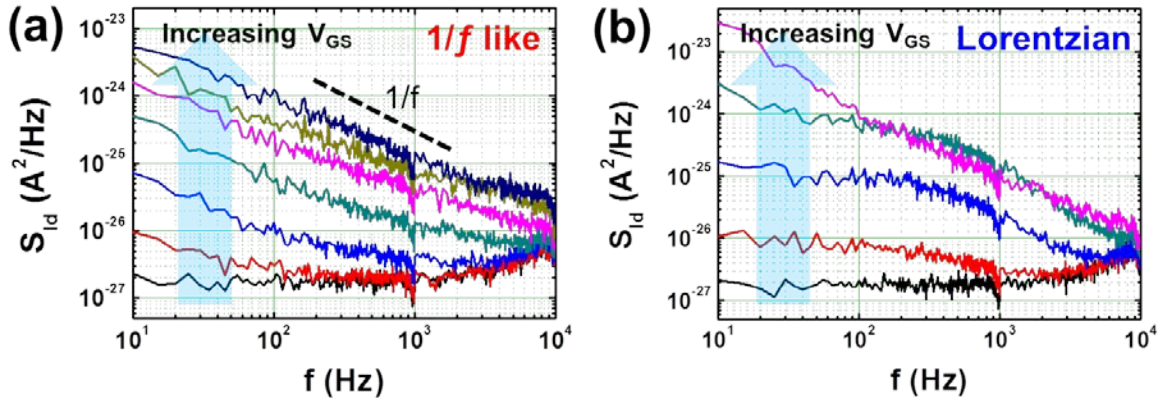 (a)
Increasing V_GS
1/f like
1/f
10^-23
10^-24
10^-25
10^-26
10^-27
S_Id (A^2/Hz)
10^1 10^2 10^3 10^4
f (Hz)
(b)
Increasing V_GS
Lorentzian
10^-23
10^-24
10^-25
10^-26
10^-27
S_Id (A^2/Hz)
10^1 10^2 10^3 10^4
f (Hz)